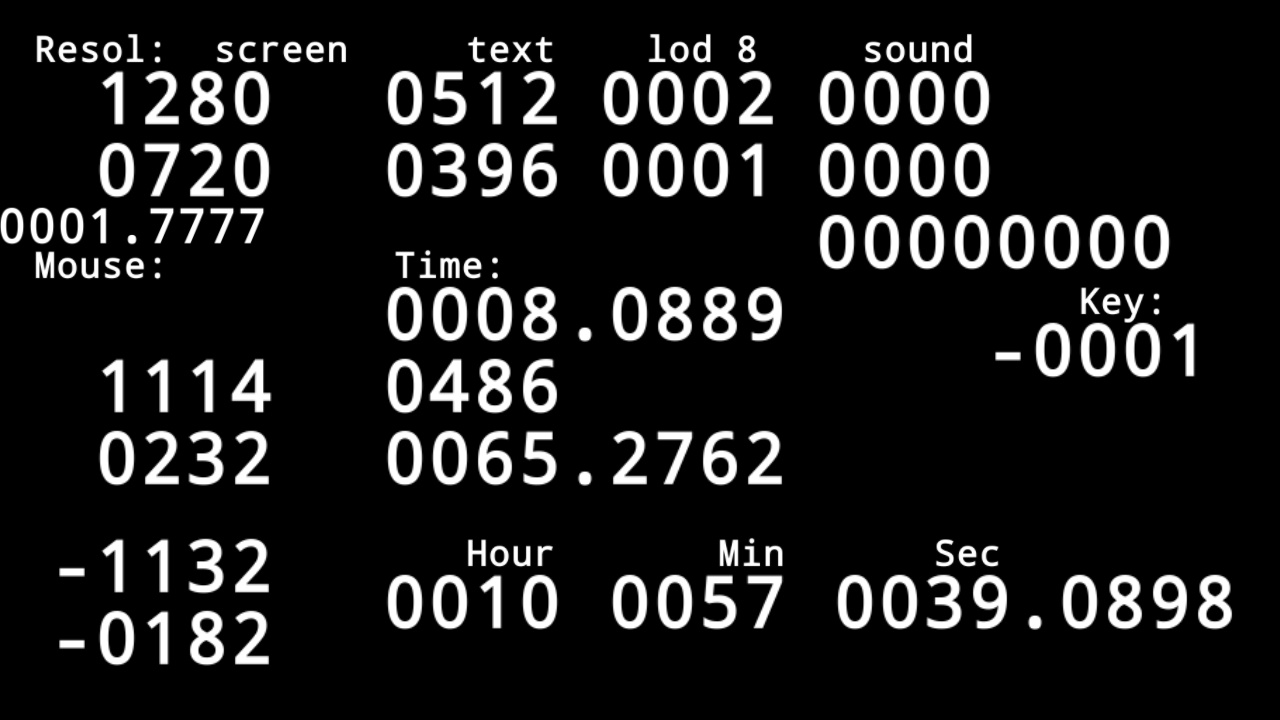 Resol: screen text lod 8 sound
1280 0512 0002 0000
0720 0396 0001 0000
0001.7777 00000000
Mouse: Time:
0008.0889 Key:
-0001
1114 0486
0232 0065.2762
-1132 Hour Min Sec
0010 0057 0039.0898
-0182